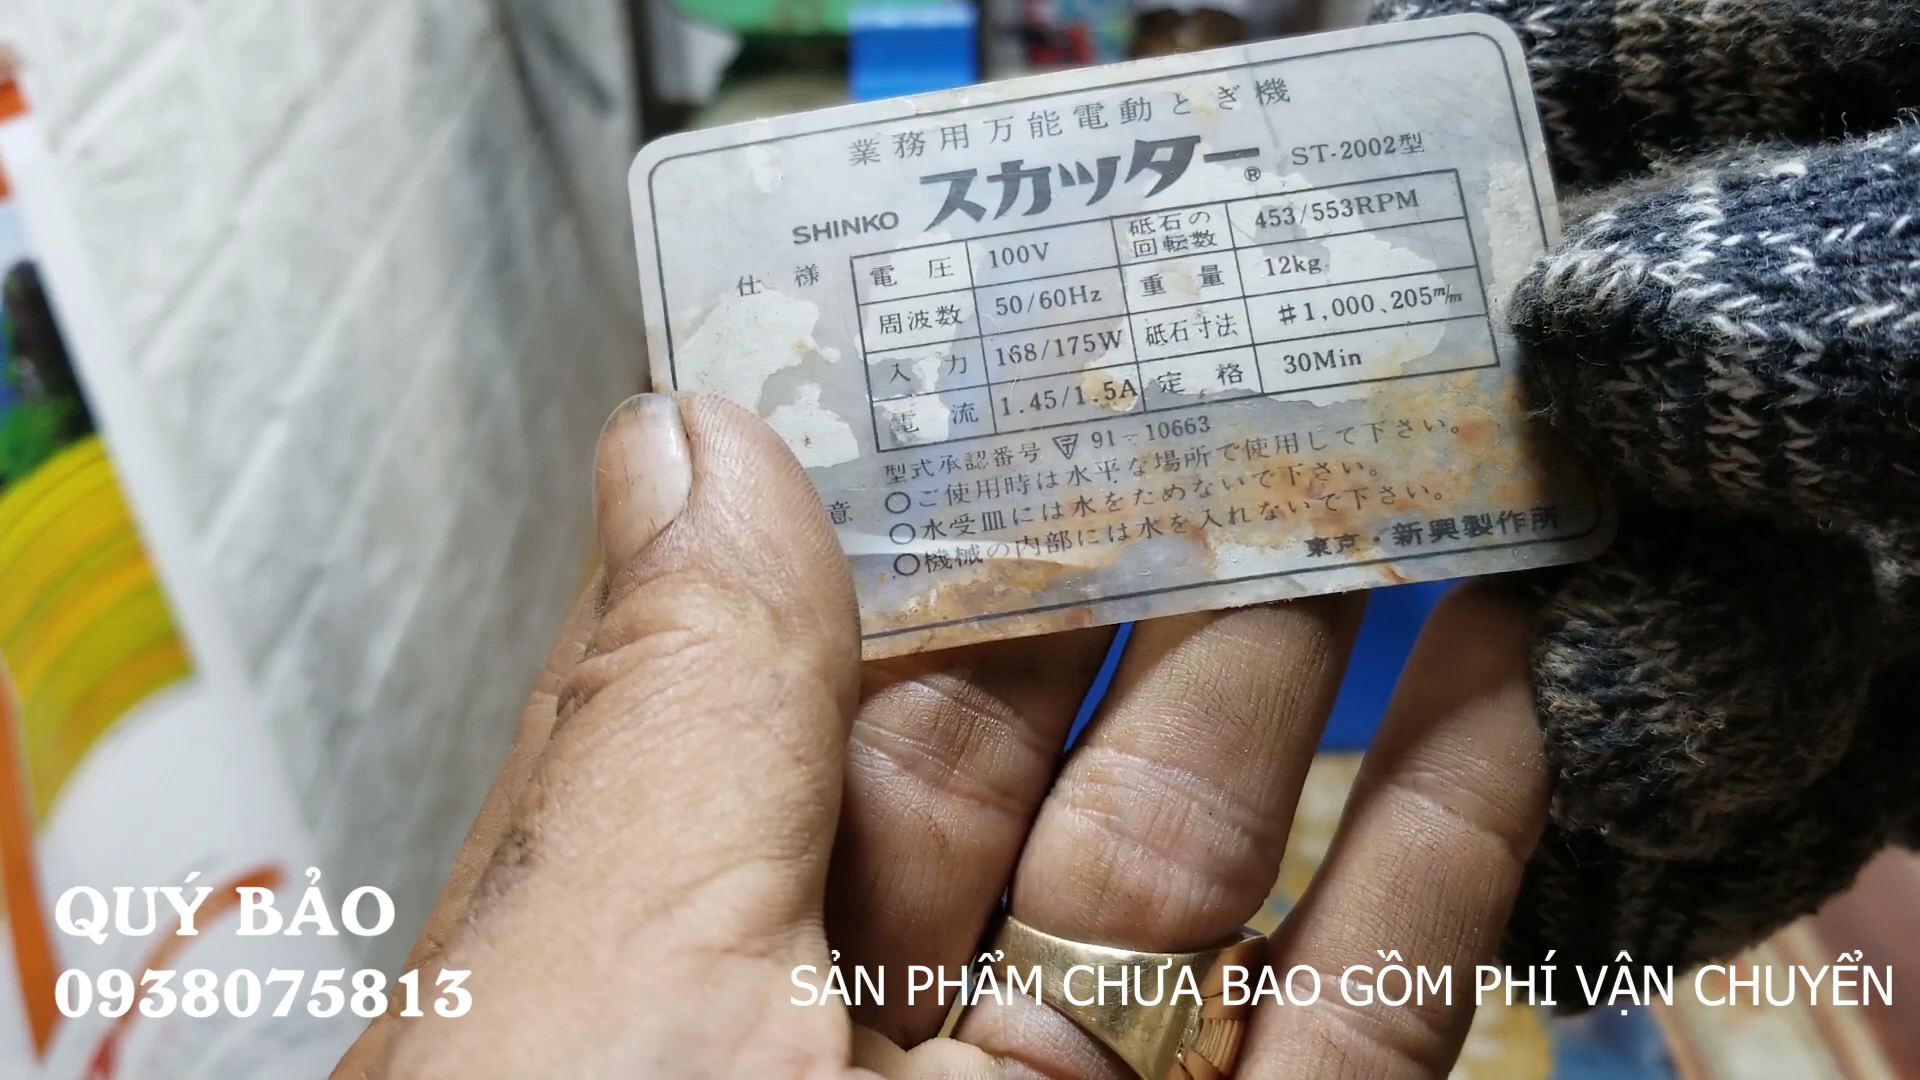 業務用万能電動とぎ機
SHINKO スカッター® ST-2002型
仕様
電圧 100V 砥石の回転数 453/553RPM
周波数 50/60Hz 重量 12kg
入力 168/175W 砥石寸法 #1,000、205m/m
電流 1.45/1.5A 定格 30Min
型式承認番号 91-10663
意 ○ご使用時は水平な場所で使用して下さい。
○水受皿には水をためないで下さい。
○機械の内部には水を入れないで下さい。
東京・新興製作所
QUÝ BẢO
0938075813
SẢN PHẨM CHƯA BAO GỒM PHÍ VẬN CHUYỂN